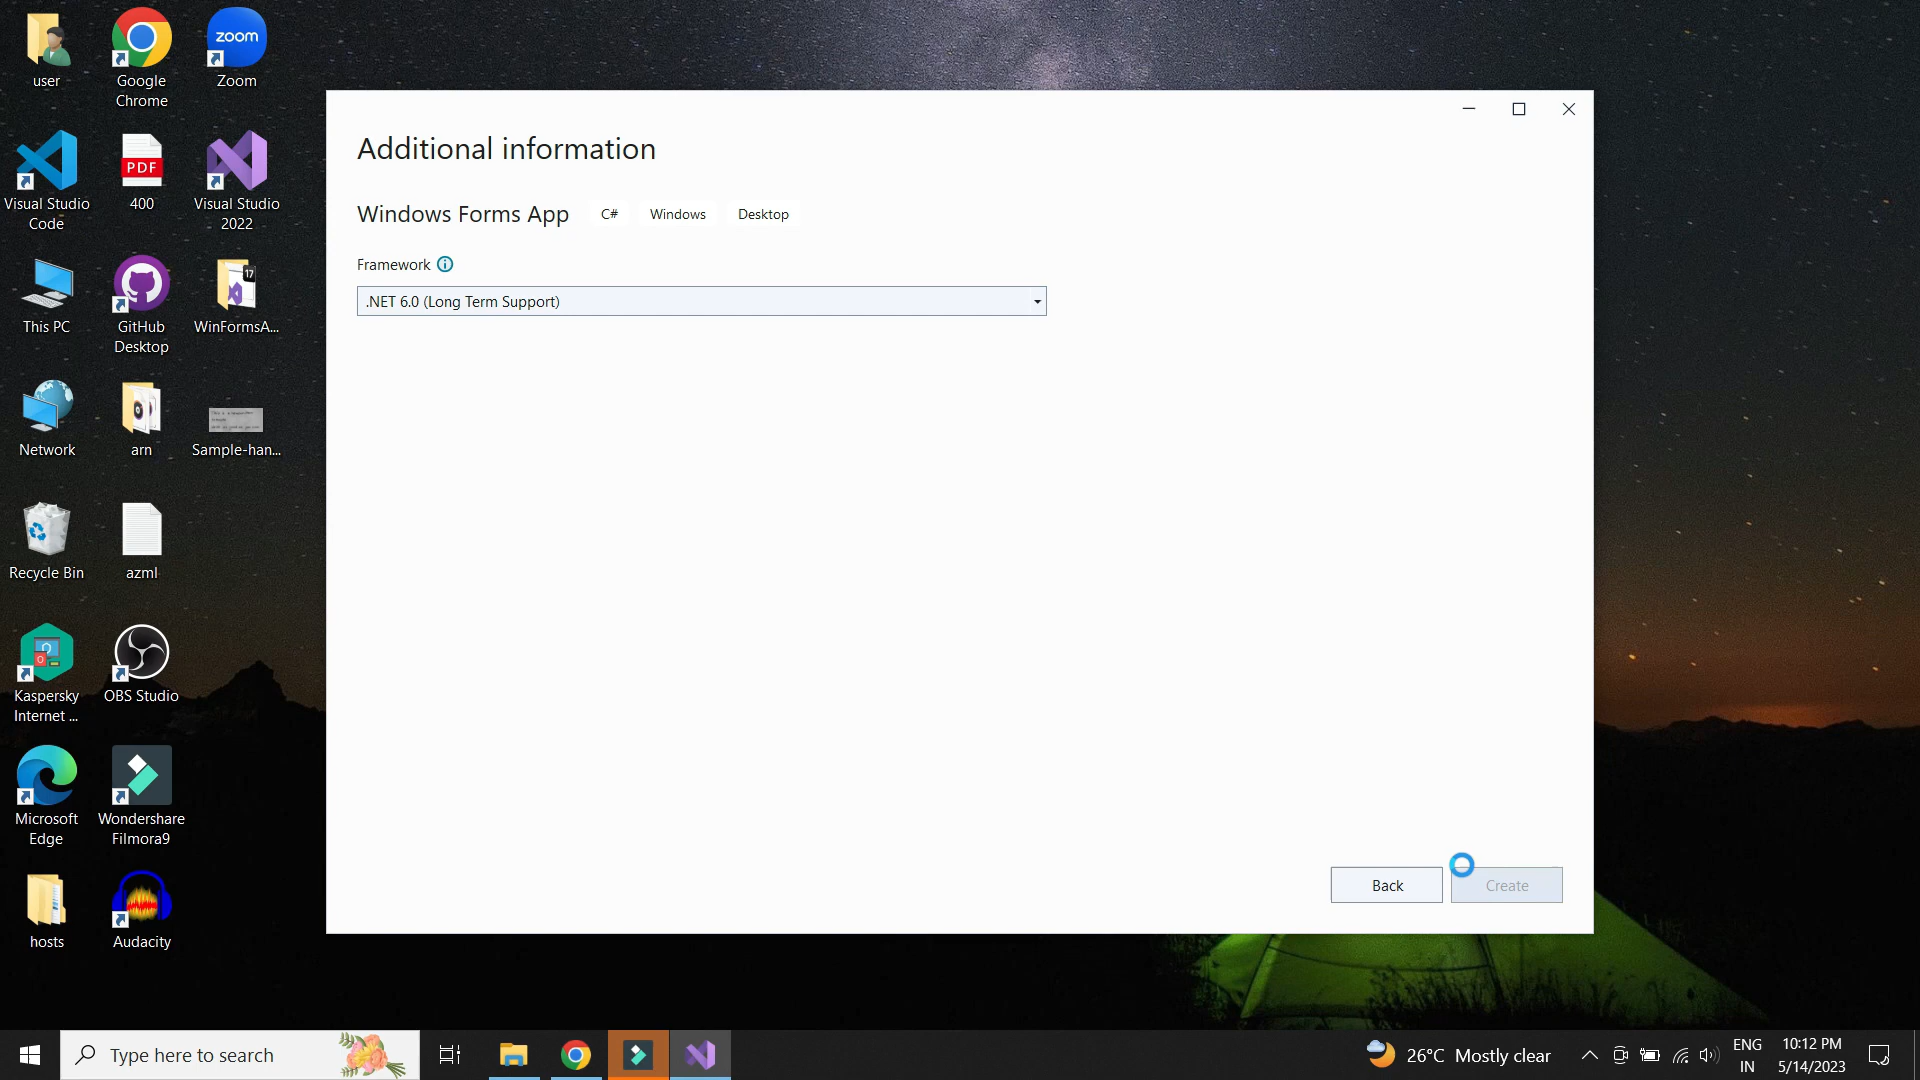 user
Google
Chrome
zoom
Zoom
Visual Studio
Code
PDF
400
Visual Studio
2022
This PC
GitHub
Desktop
17
WinFormsA...
Network
arn
Sample-han...
Recycle Bin
azml
Kaspersky
Internet ...
OBS Studio
Microsoft
Edge
Wondershare
Filmora9
hosts
Audacity
Additional information
Windows Forms App
C#
Windows
Desktop
Framework
.NET 6.0 (Long Term Support)
Back
Create
Type here to search
26°C Mostly clear
ENG
IN
10:12 PM
5/14/2023